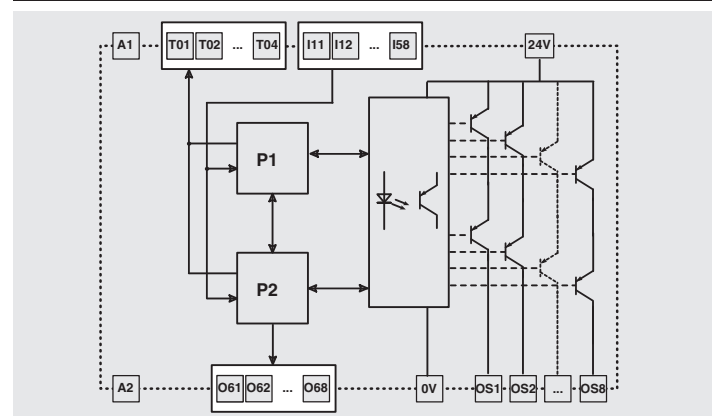 A1 T01 T02 ... T04 I11 I12 ... I58 24V
P1
P2
A2 O61 O62 ... O68 0V OS1 OS2 ... OS8